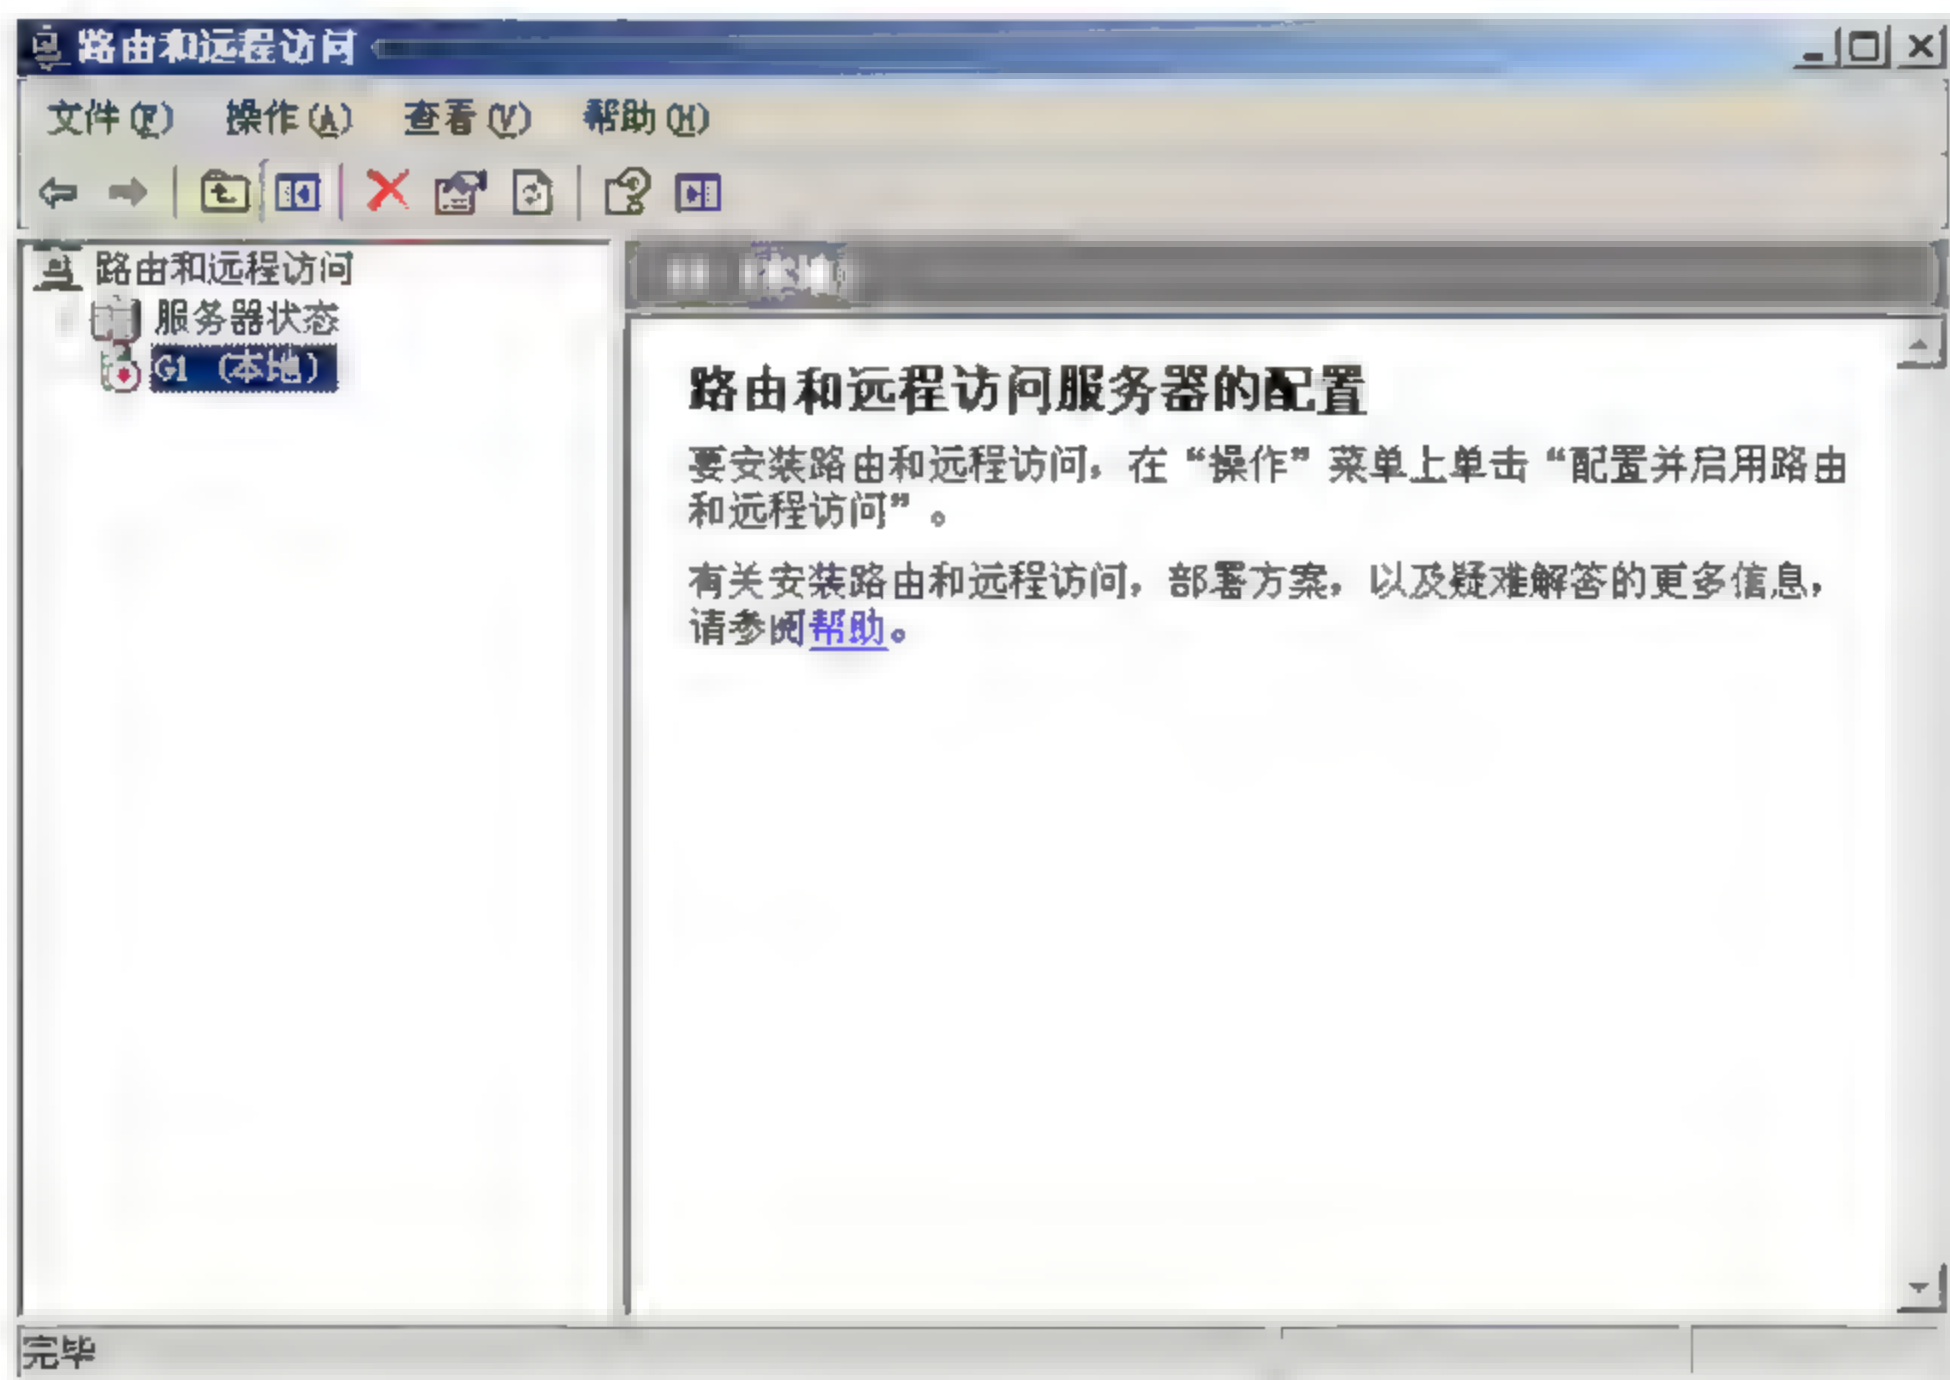 路由和远程访问
文件(F) 操作(A) 查看(V) 帮助(H)
路由和远程访问
服务器状态
G1 (本地)
路由和远程访问服务器的配置
要安装路由和远程访问，在“操作”菜单上单击“配置并启用路由
和远程访问”。
有关安装路由和远程访问，部署方案，以及疑难解答的更多信息，
请参阅帮助。
完毕